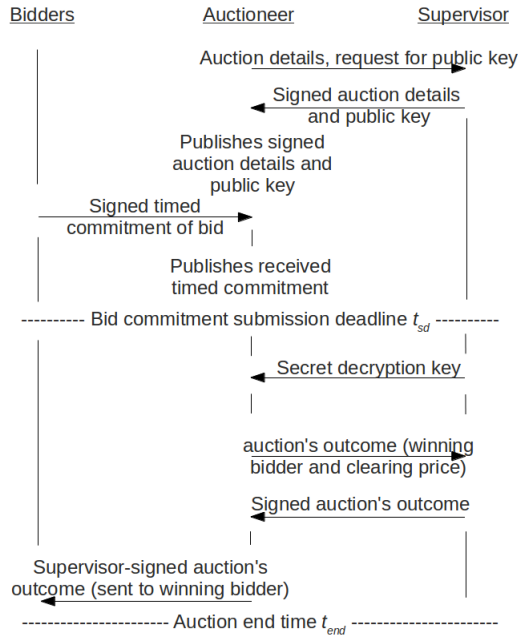 Bidders Auctioneer Supervisor
Auction details, request for public key
Signed auction details
and public key
Publishes signed
auction details and
public key
Signed timed
commitment of bid
Publishes received
timed commitment
---------- Bid commitment submission deadline t_sd ----------
Secret decryption key
auction's outcome (winning
bidder and clearing price)
Signed auction's outcome
Supervisor-signed auction's
outcome (sent to winning bidder)
----------------------- Auction end time t_end -----------------------